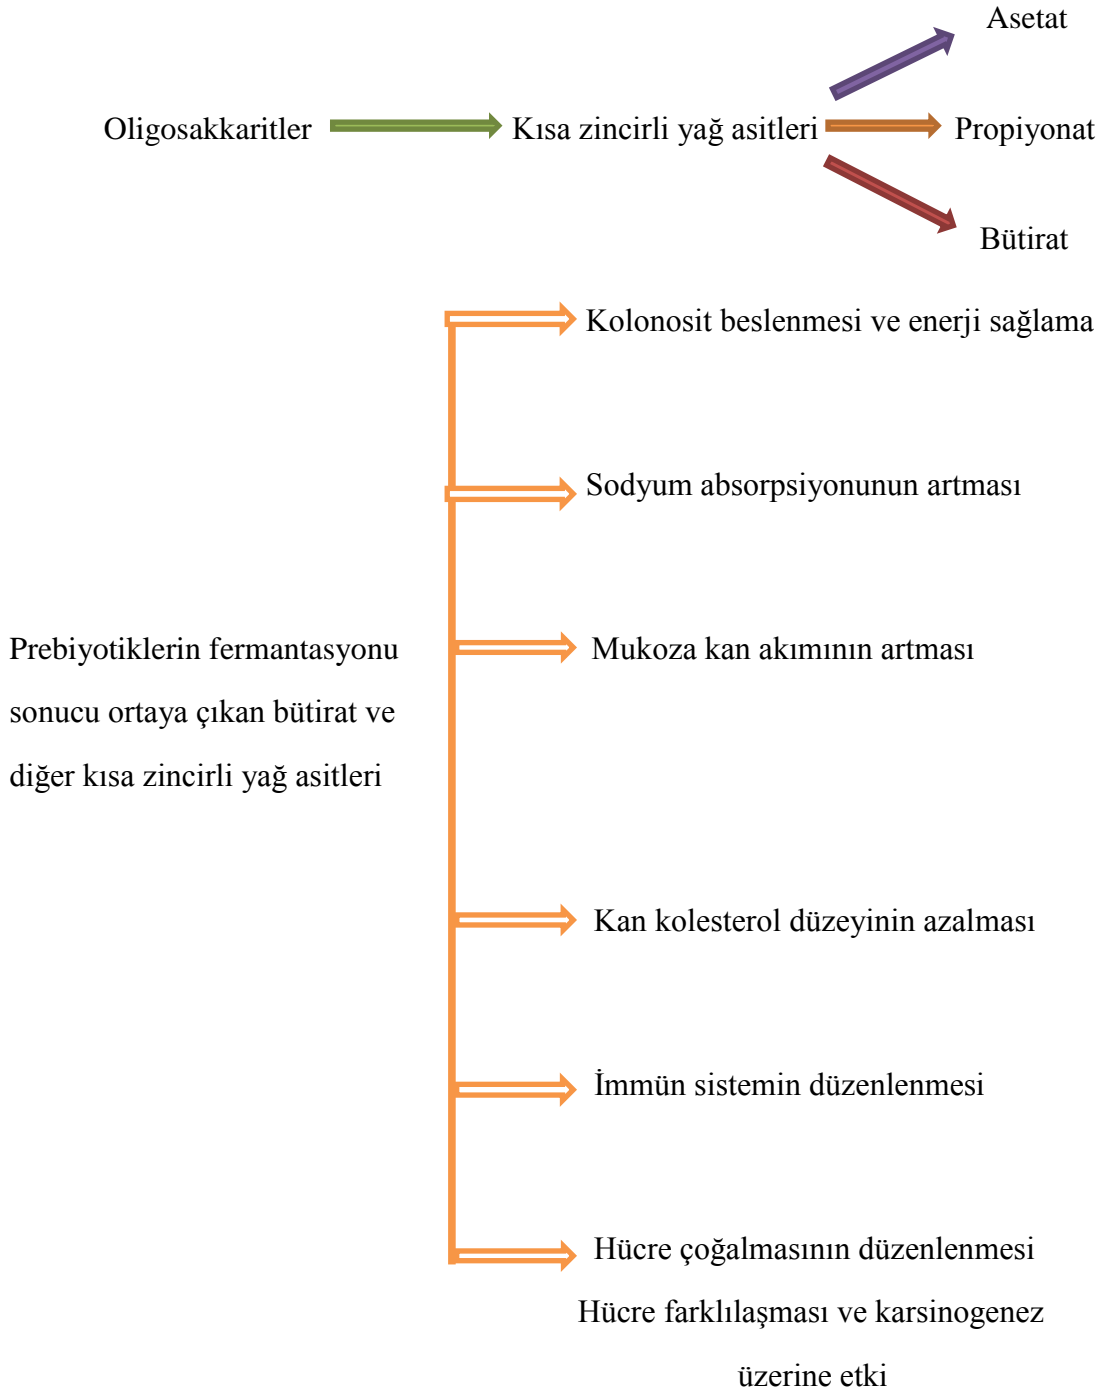 Asetat
Oligosakkaritler
Kısa zincirli yağ asitleri
Propiyonat
Bütirat
Kolonosit beslenmesi ve enerji sağlama
Sodyum absorpsiyonunun artması
Prebiyotiklerin fermantasyonu
sonucu ortaya çıkan bütirat ve
diğer kısa zincirli yağ asitleri
Mukoza kan akımının artması
Kan kolesterol düzeyinin azalması
İmmün sistemin düzenlenmesi
Hücre çoğalmasının düzenlenmesi
Hücre farklılaşması ve karsinogenez
üzerine etki